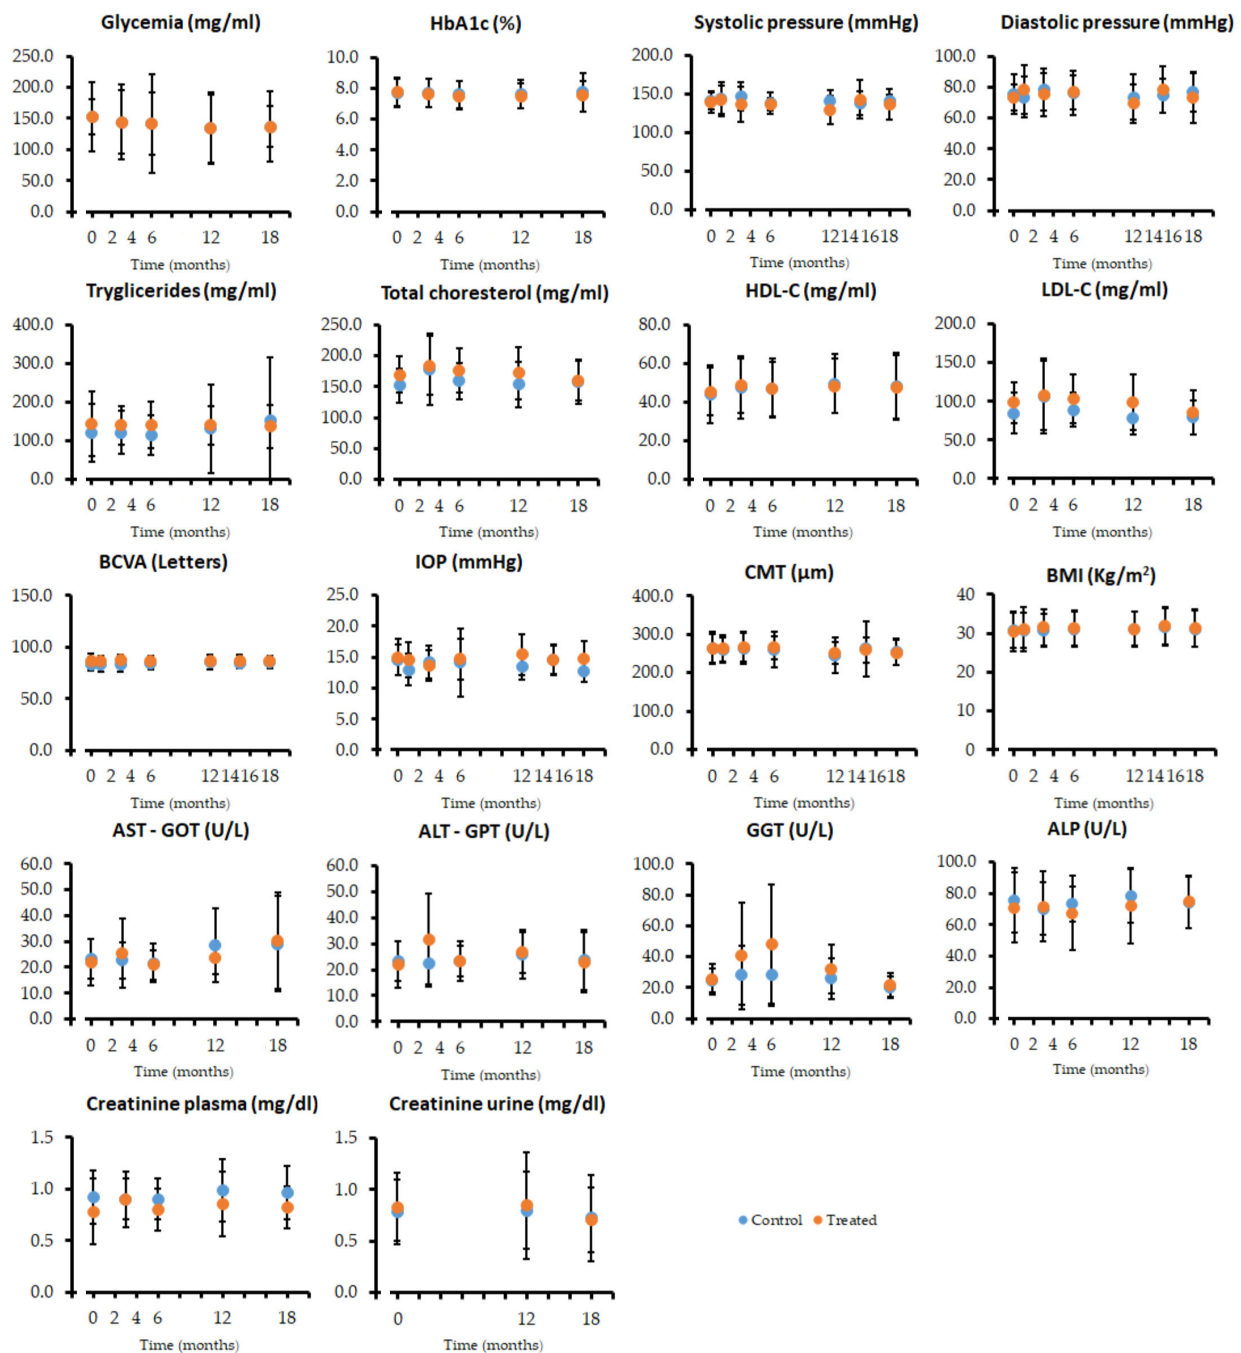 Glycemia (mg/ml)
250.0
200.0
150.0
100.0
50.0
0.0
0 2 4 6 12 18
Time (months)
HbA1c (%)
10.0
8.0
6.0
4.0
2.0
0.0
0 2 4 6 12 18
Time (months)
Systolic pressure (mmHg)
200.0
150.0
100.0
50.0
0.0
0 2 4 6 12 14 16 18
Time (months)
Diastolic pressure (mmHg)
100.0
80.0
60.0
40.0
20.0
0.0
0 2 4 6 12 14 16 18
Time (months)
Tryglicerides (mg/ml)
400.0
300.0
200.0
100.0
0.0
0 2 4 6 12 18
Time (months)
Total choresterol (mg/ml)
250.0
200.0
150.0
100.0
50.0
0.0
0 2 4 6 12 18
Time (months)
HDL-C (mg/ml)
80.0
60.0
40.0
20.0
0.0
0 2 4 6 12 18
Time (months)
LDL-C (mg/ml)
200.0
150.0
100.0
50.0
0.0
0 2 4 6 12 18
Time (months)
BCVA (Letters)
150.0
100.0
50.0
0.0
0 2 4 6 12 14 16 18
Time (months)
IOP (mmHg)
25.0
20.0
15.0
10.0
5.0
0.0
0 2 4 6 12 14 16 18
Time (months)
CMT (µm)
400.0
300.0
200.0
100.0
0.0
0 2 4 6 12 14 16 18
Time (months)
BMI (Kg/m²)
40
30
20
10
0
0 2 4 6 12 14 16 18
Time (months)
AST - GOT (U/L)
60.0
50.0
40.0
30.0
20.0
10.0
0.0
0 2 4 6 12 18
Time (months)
ALT - GPT (U/L)
60.0
50.0
40.0
30.0
20.0
10.0
0.0
0 2 4 6 12 18
Time (months)
GGT (U/L)
100.0
80.0
60.0
40.0
20.0
0.0
0 2 4 6 12 18
Time (months)
ALP (U/L)
100.0
80.0
60.0
40.0
20.0
0.0
0 2 4 6 12 18
Time (months)
Creatinine plasma (mg/dl)
1.5
1.0
0.5
0.0
0 2 4 6 12 18
Time (months)
Creatinine urine (mg/dl)
1.5
1.0
0.5
0.0
0 12 18
Time (months)
Control Treated